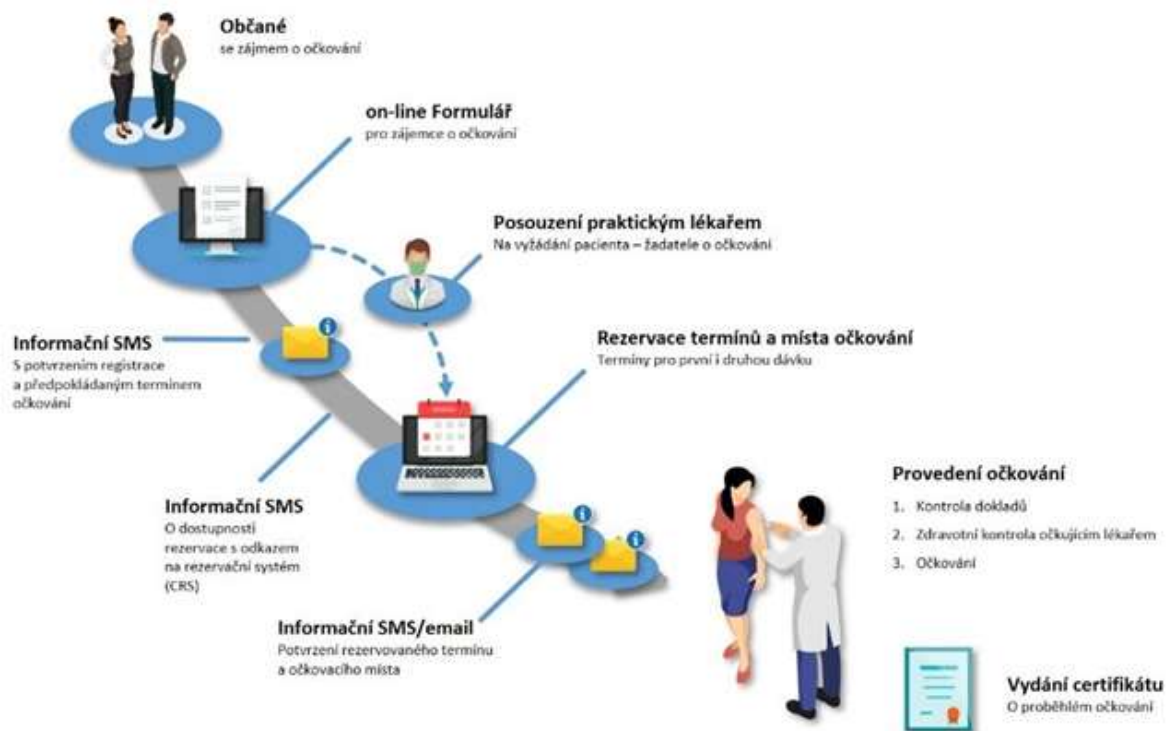 Občané
se zájmem o očkování
on-line Formulář
pro zájemce o očkování
Posouzení praktickým lékařem
Na vyžádání pacienta – žadatele o očkování
Informační SMS
S potvrzením registrace
a předpokládaným termínem
očkování
Rezervace termínů a místa očkování
Termíny pro první i druhou dávku
Informační SMS
O dostupnosti
rezervace s odkazem
na rezervační systém
(CRS)
Informační SMS/email
Potvrzení rezervovaného termínu
a očkovacího místa
Provedení očkování
1. Kontrola dokladů
2. Zdravotní kontrola očkujícím lékařem
3. Očkování
Vydání certifikátu
O proběhlém očkování